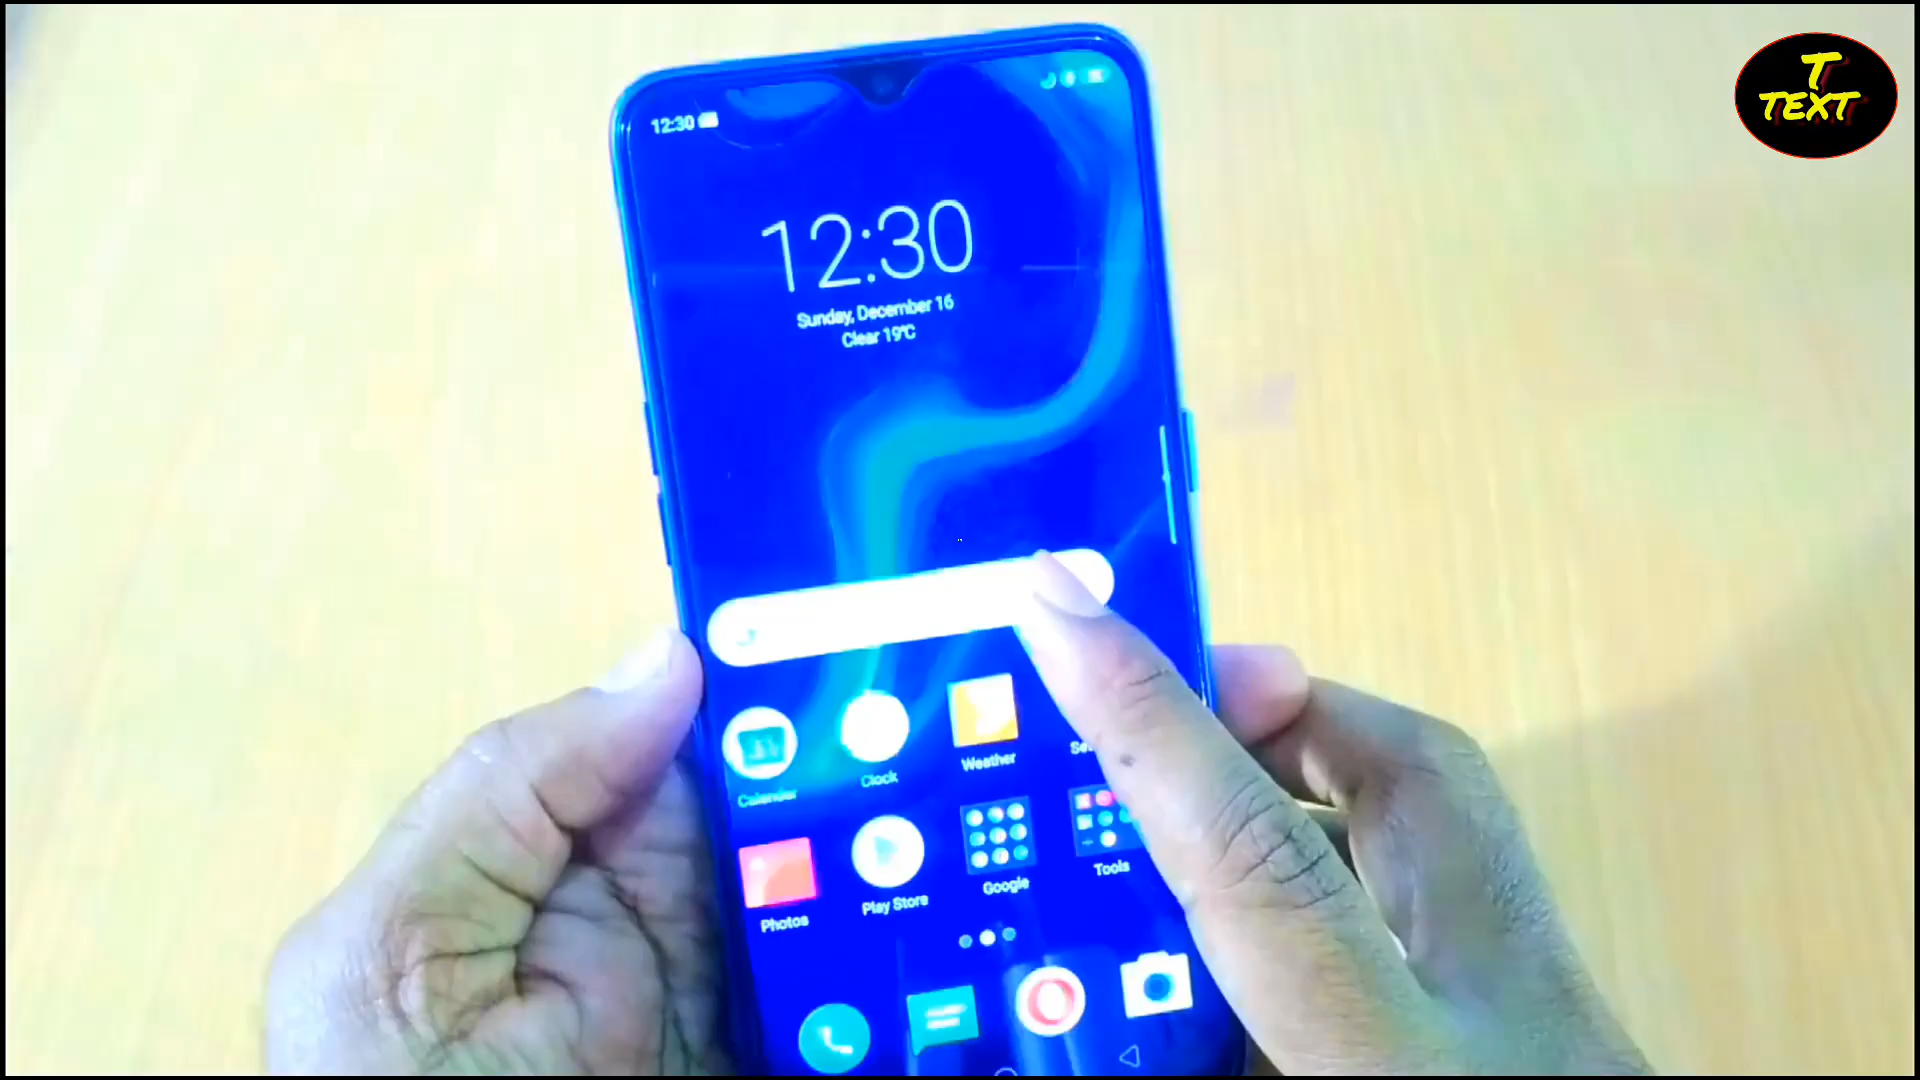 T
TEXT
12:30
12:30
Sunday, December 16
Clear 19°C
Calendar
Clock
Weather
Photos
Play Store
Google
Tools